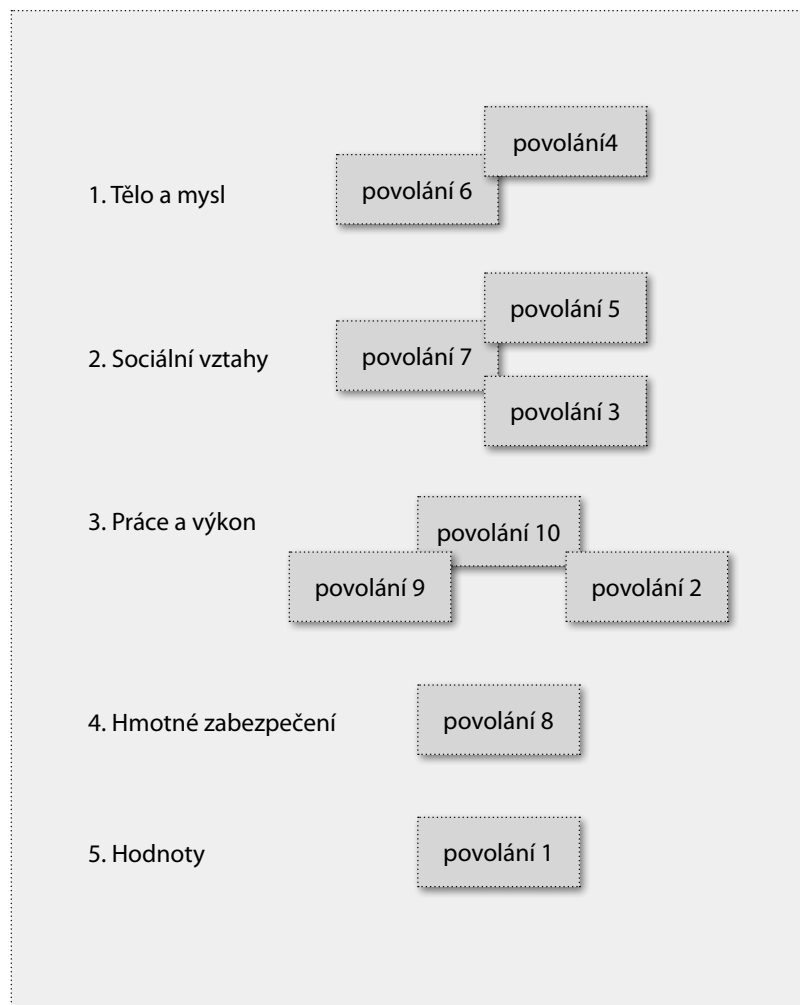 povolání4
1. Tělo a mysl
povolání 6
povolání 5
2. Sociální vztahy
povolání 7
povolání 3
3. Práce a výkon
povolání 10
povolání 9
povolání 2
4. Hmotné zabezpečení
povolání 8
5. Hodnoty
povolání 1